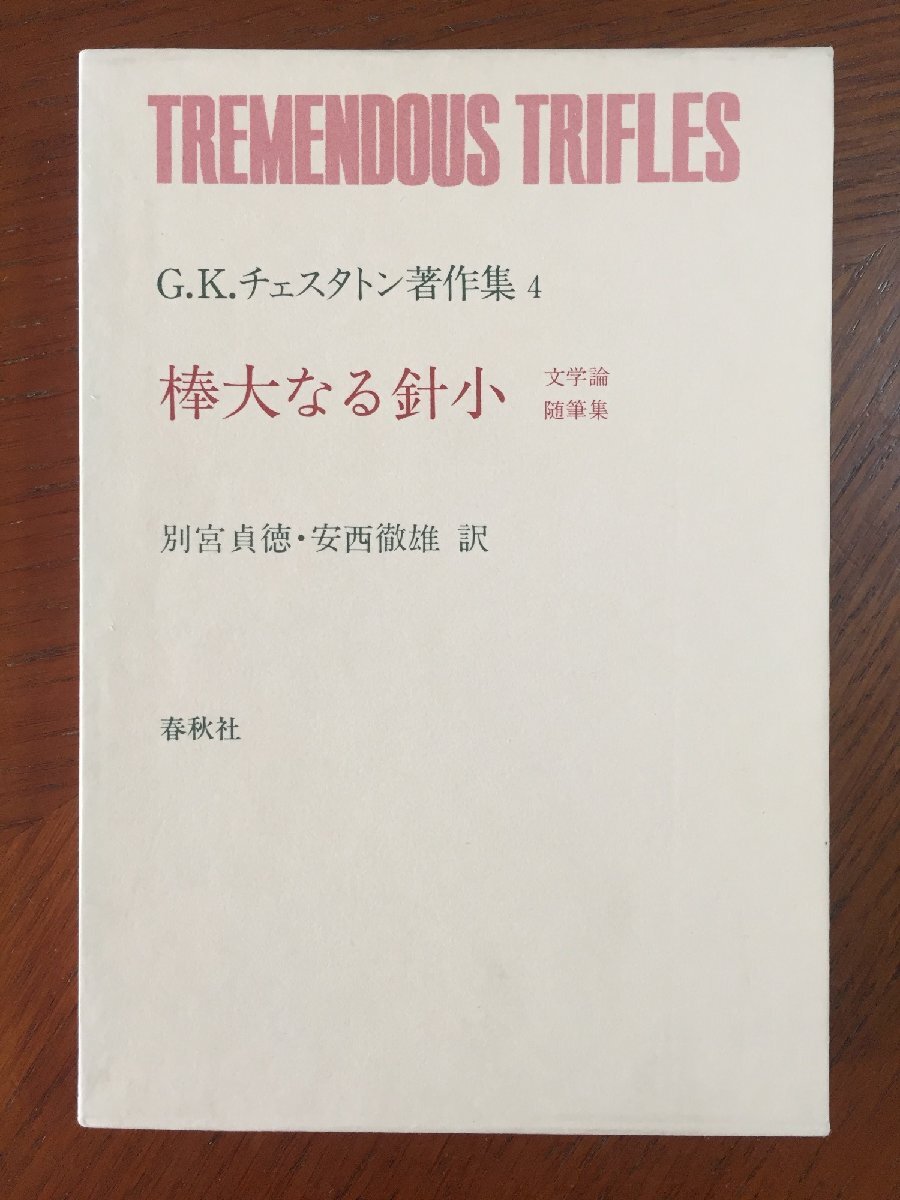 TREMENDOUS TRIFLES
G.K.チェスタトン著作集 4
棒大なる針小
文学論
随筆集
別宮貞徳・安西徹雄 訳
春秋社